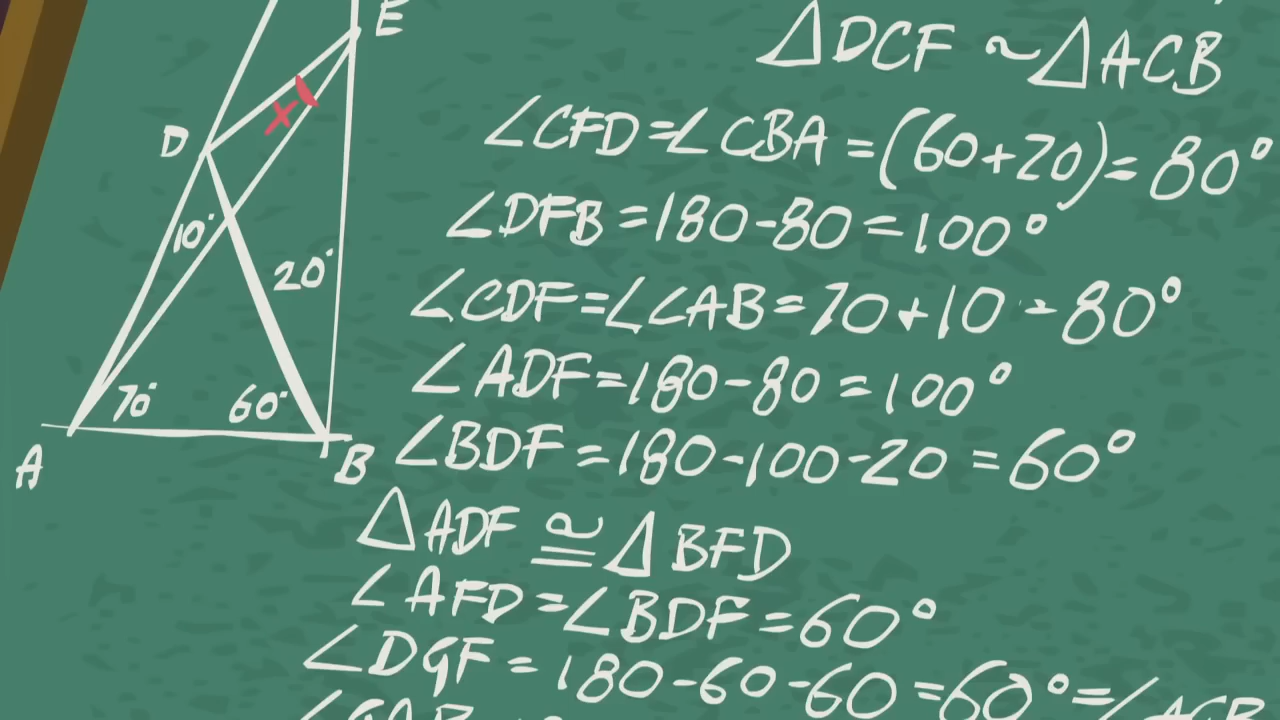 E
△DCF ~ △ACB
D
X
∠CFD=∠CBA = (60+20)= 80°
10°
∠DFB =180-80 = 100°
20°
∠CDF=∠CAB = 70+10 = 80°
∠ADF=180-80 = 100°
70° 60°
A B
∠BDF = 180-100-20 = 60°
△ADF ≅ △BFD
∠AFD =∠BDF = 60°
∠DGF = 180-60-60 = 60° =∠ACB